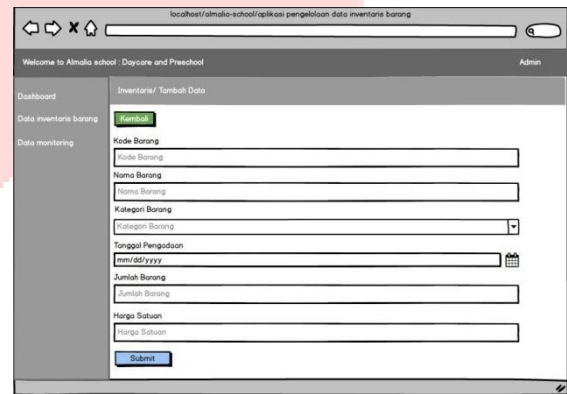 localhost/almalia-school/aplikasi pengelolaan data inventaris barang
Welcome to Almalia school : Daycare and Preschool
Admin
Dashboard
Data inventaris barang
Data monitoring
Inventaris/ Tambah Data
Kembali
Kode Barang
Kode Barang
Nama Barang
Nama Barang
Kategori Barang
Kategori Barang
Tanggal Pengadaan
mm/dd/yyyy
Jumlah Barang
Jumlah Barang
Harga Satuan
Harga Satuan
Submit